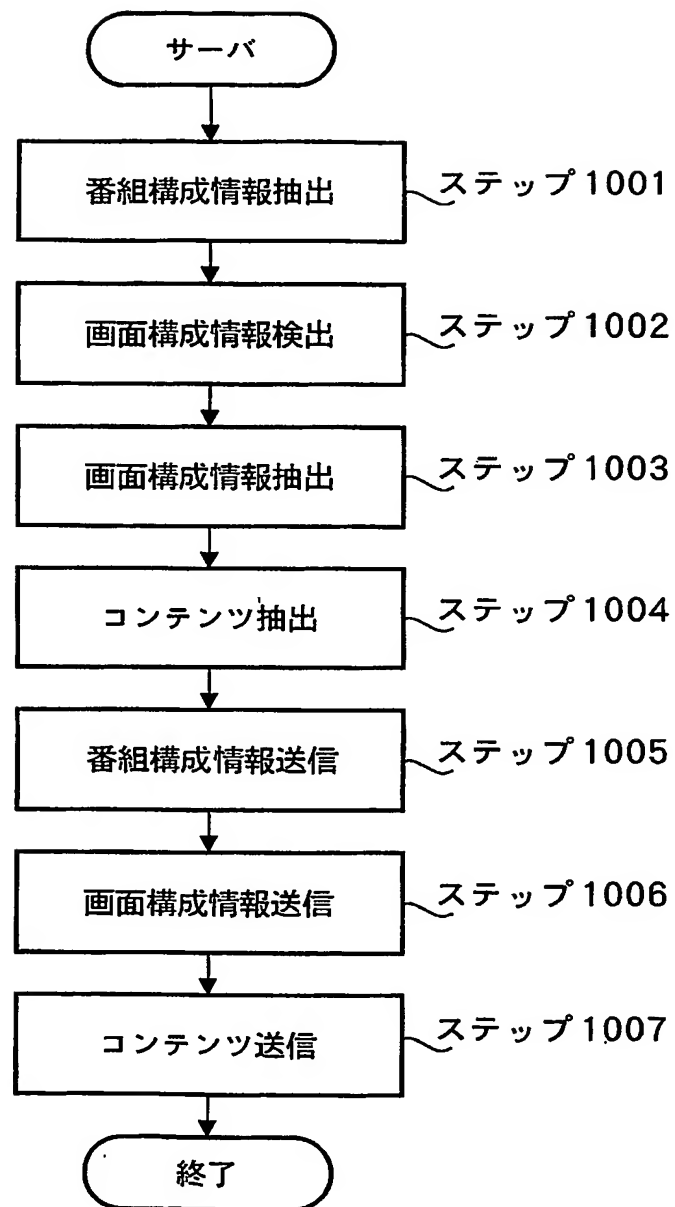 サーバ
番組構成情報抽出 ステップ1001
画面構成情報検出 ステップ1002
画面構成情報抽出 ステップ1003
コンテンツ抽出 ステップ1004
番組構成情報送信 ステップ1005
画面構成情報送信 ステップ1006
コンテンツ送信 ステップ1007
終了